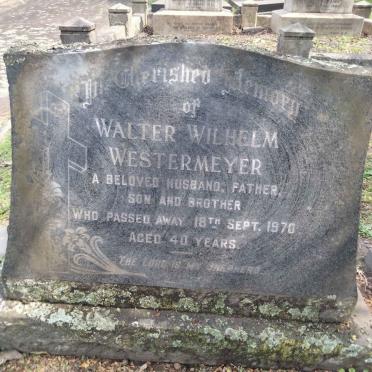 In Cherished Memory
of
WALTER WILHELM
WESTERMEYER
A BELOVED HUSBAND, FATHER,
SON AND BROTHER
WHO PASSED AWAY 18TH SEPT. 1970
AGED 40 YEARS.
THE LORD IS MY SHEPHERD